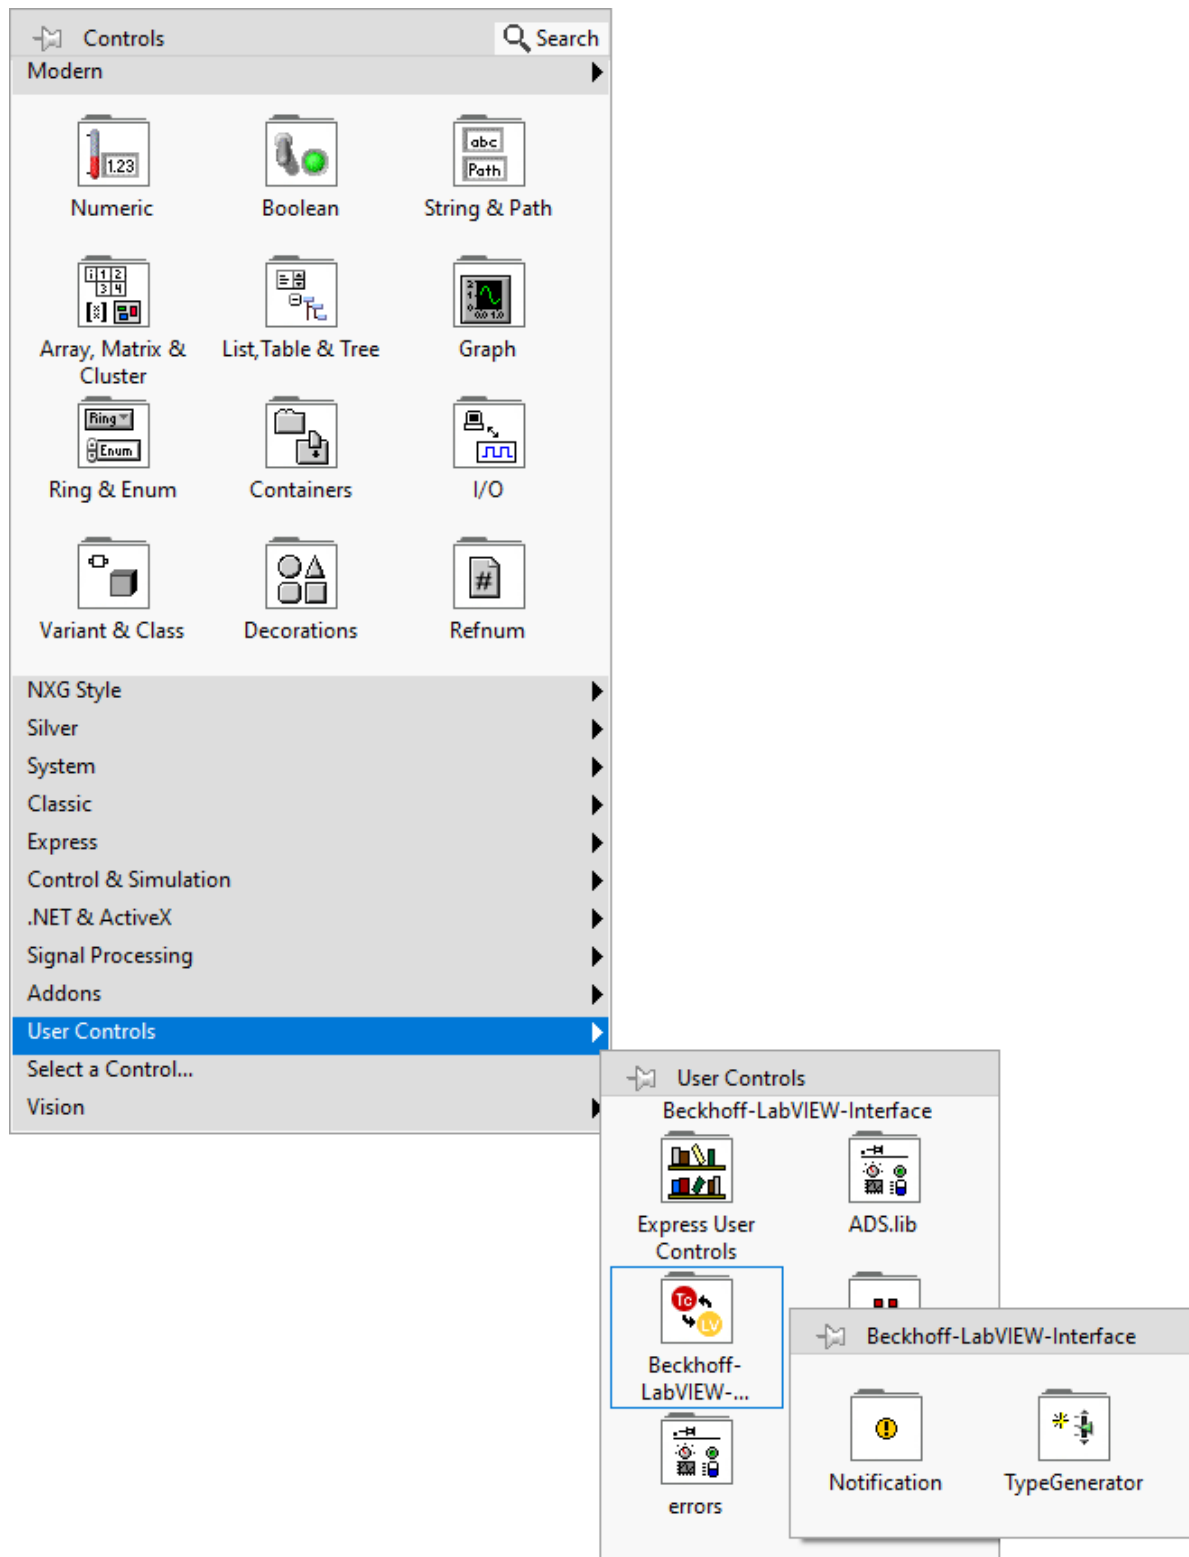 Controls Search
Modern
1.23
abc
Path
Numeric Boolean String & Path
Array, Matrix & Cluster
List,Table & Tree
Graph
Ring
Enum
Ring & Enum Containers I/O
#
Variant & Class Decorations Refnum
NXG Style
Silver
System
Classic
Express
Control & Simulation
.NET & ActiveX
Signal Processing
Addons
User Controls
Select a Control...
Vision
User Controls
Beckhoff-LabVIEW-Interface
Express User Controls
ADS.lib
Tc
LV
Beckhoff-
LabVIEW-...
errors
Beckhoff-LabVIEW-Interface
Notification TypeGenerator